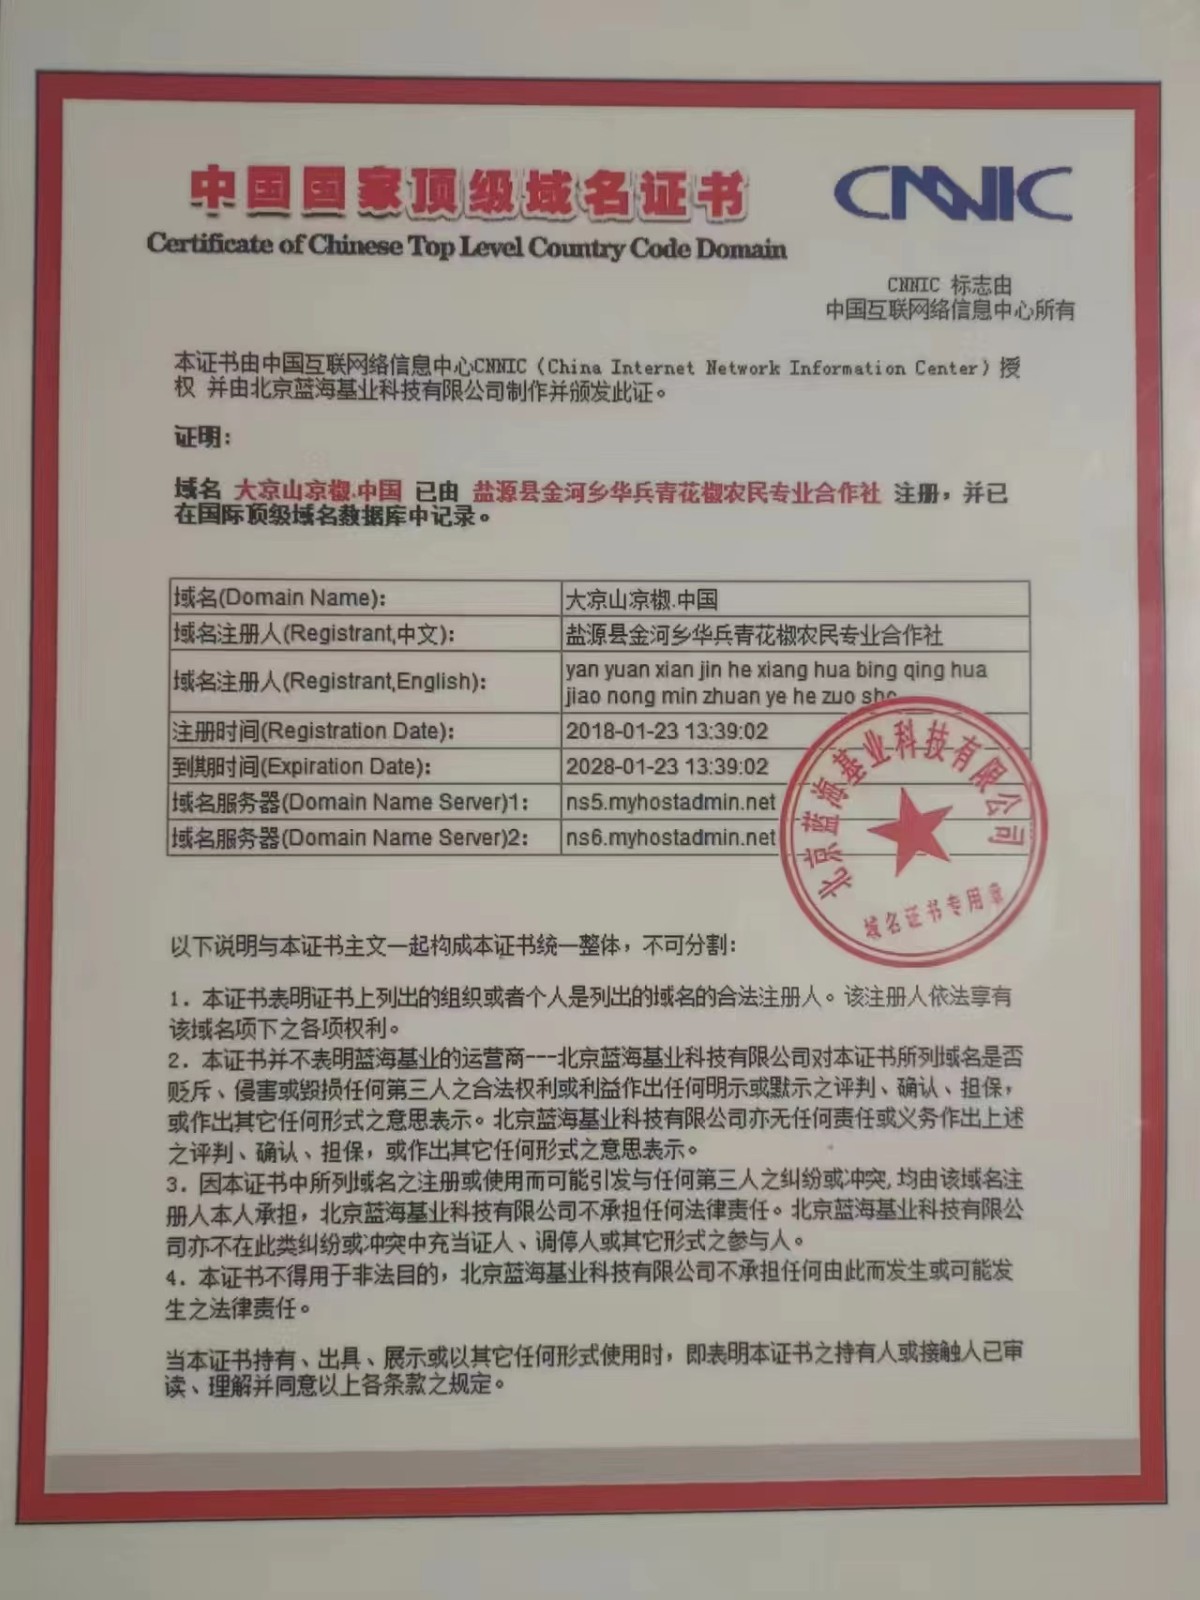 中国国家顶级域名证书
CNNIC
Certificate of Chinese Top Level Country Code Domain
CNNIC 标志由
中国互联网络信息中心所有
本证书由中国互联网络信息中心CNNIC（China Internet Network Information Center）授
权 并由北京蓝海基业科技有限公司制作并颁发此证。
证明：
域名 大凉山凉椒.中国 已由 盐源县金河乡华兵青花椒农民专业合作社 注册，并已
在国际顶级域名数据库中记录。
域名(Domain Name)： 大凉山凉椒.中国
域名注册人(Registrant,中文)： 盐源县金河乡华兵青花椒农民专业合作社
域名注册人(Registrant,English)： yan yuan xian jin he xiang hua bing qing hua
jiao nong min zhuan ye he zuo she
注册时间(Registration Date)： 2018-01-23 13:39:02
到期时间(Expiration Date)： 2028-01-23 13:39:02
域名服务器(Domain Name Server)1： ns5.myhostadmin.net
域名服务器(Domain Name Server)2： ns6.myhostadmin.net
北京蓝海基业科技有限公司
域名证书专用章
以下说明与本证书主文一起构成本证书统一整体，不可分割：
1．本证书表明证书上列出的组织或者个人是列出的域名的合法注册人。该注册人依法享有
该域名项下之各项权利。
2．本证书并不表明蓝海基业的运营商---北京蓝海基业科技有限公司对本证书所列域名是否
贬斥、侵害或毁损任何第三人之合法权利或利益作出任何明示或默示之评判、确认、担保，
或作出其它任何形式之意思表示。北京蓝海基业科技有限公司亦无任何责任或义务作出上述
之评判、确认、担保，或作出其它任何形式之意思表示。
3．因本证书中所列域名之注册或使用而可能引发与任何第三人之纠纷或冲突,均由该域名注
册人本人承担，北京蓝海基业科技有限公司不承担任何法律责任。北京蓝海基业科技有限公
司亦不在此类纠纷或冲突中充当证人、调停人或其它形式之参与人。
4．本证书不得用于非法目的，北京蓝海基业科技有限公司不承担任何由此而发生或可能发
生之法律责任。
当本证书持有、出具、展示或以其它任何形式使用时，即表明本证书之持有人或接触人已审
读、理解并同意以上各条款之规定。